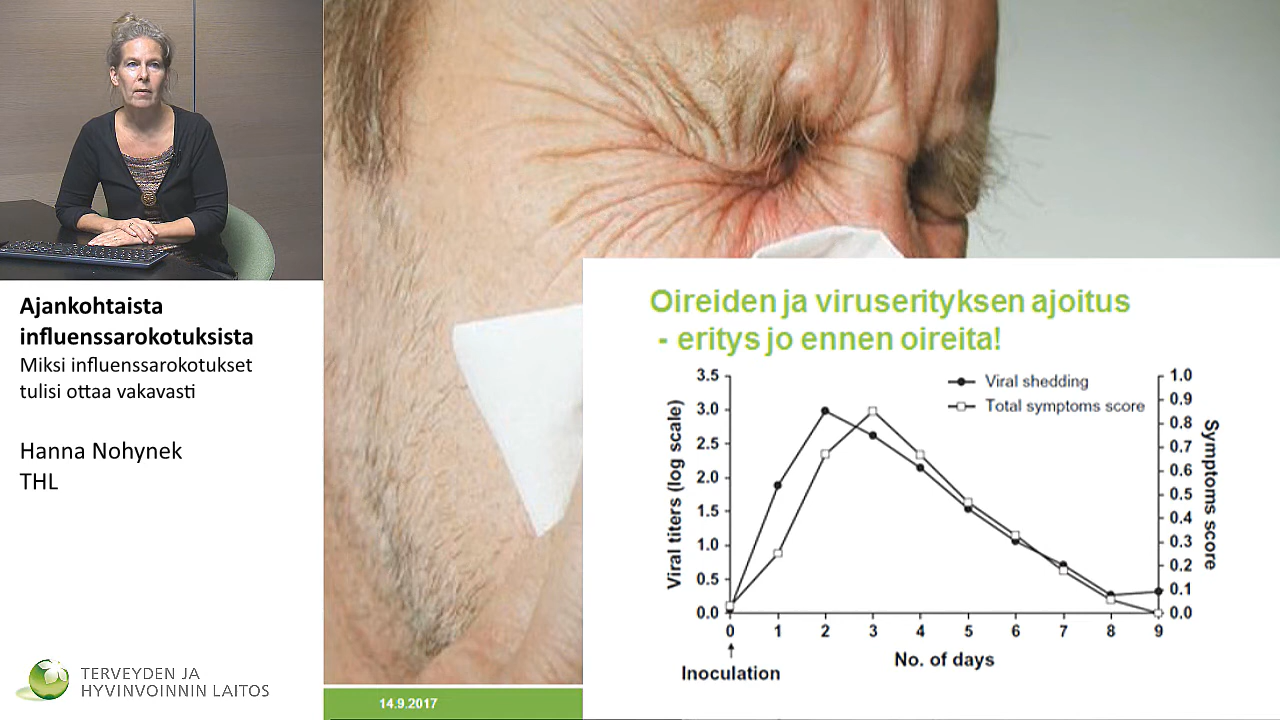 Ajankohtaista
influenssarokotuksista
Miksi influenssarokotukset
tulisi ottaa vakavasti
Hanna Nohynek
THL
TERVEYDEN JA
HYVINVOINNIN LAITOS
14.9.2017
Oireiden ja viruserityksen ajoitus
- eritys jo ennen oireita!
Viral shedding
Total symptoms score
Viral titers (log scale)
3.5
3.0
2.5
2.0
1.5
1.0
0.5
0.0
1.0
0.9
0.8
0.7
0.6
0.5
0.4
0.3
0.2
0.1
0.0
Symptoms score
0 1 2 3 4 5 6 7 8 9
No. of days
Inoculation